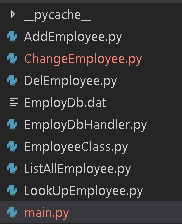 __pycache__
AddEmployee.py
ChangeEmployee.py
DelEmployee.py
EmployDb.dat
EmployDbHandler.py
EmployeeClass.py
ListAllEmployee.py
LookUpEmployee.py
main.py